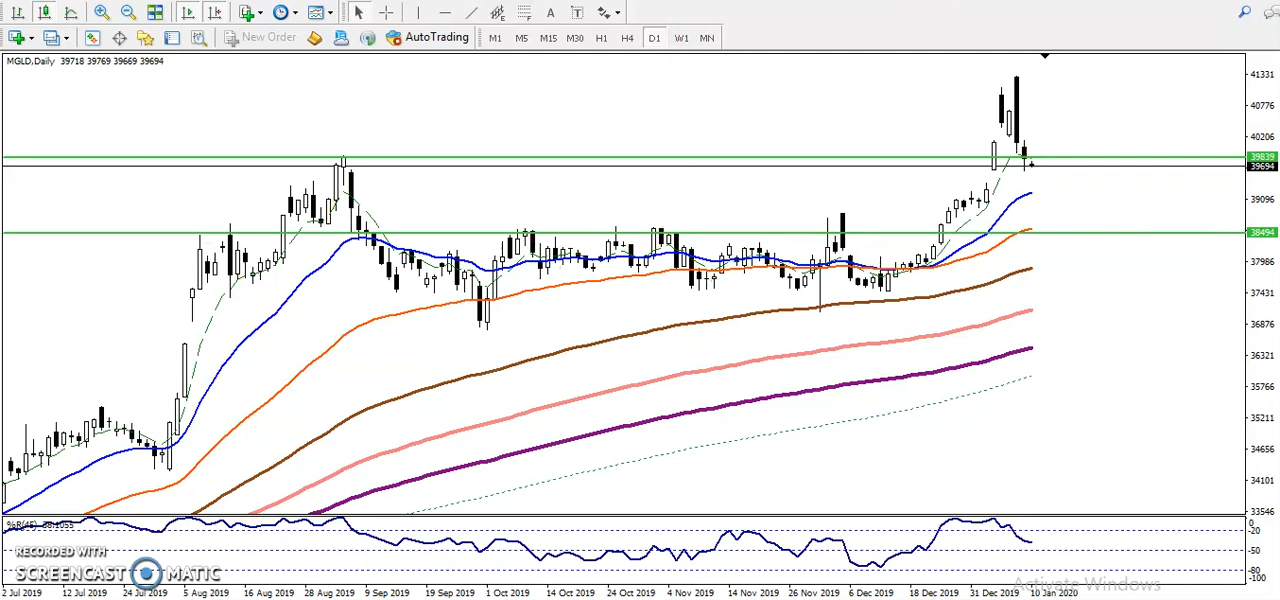 New Order
AutoTrading
M1 M5 M15 M30 H1 H4 D1 W1 MN
MGLD,Daily 39718 39769 39669 39694
41331
40776
40206
39839
39694
39096
38494
37986
37431
36876
36321
35766
35211
34656
34101
33546
%R(45) -38.1055
0
-20
-50
-80
-100
RECORDED WITH
SCREENCAST MATIC
Activate Windows
2 Jul 2019 12 Jul 2019 24 Jul 2019 5 Aug 2019 16 Aug 2019 28 Aug 2019 9 Sep 2019 19 Sep 2019 1 Oct 2019 14 Oct 2019 23 Oct 2019 4 Nov 2019 14 Nov 2019 26 Nov 2019 6 Dec 2019 18 Dec 2019 31 Dec 2019 10 Jan 2020